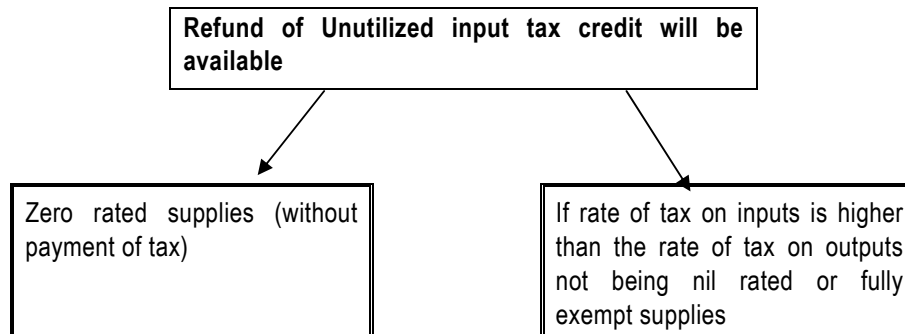 Refund of Unutilized input tax credit will be
available
Zero rated supplies (without
payment of tax)
If rate of tax on inputs is higher
than the rate of tax on outputs
not being nil rated or fully
exempt supplies